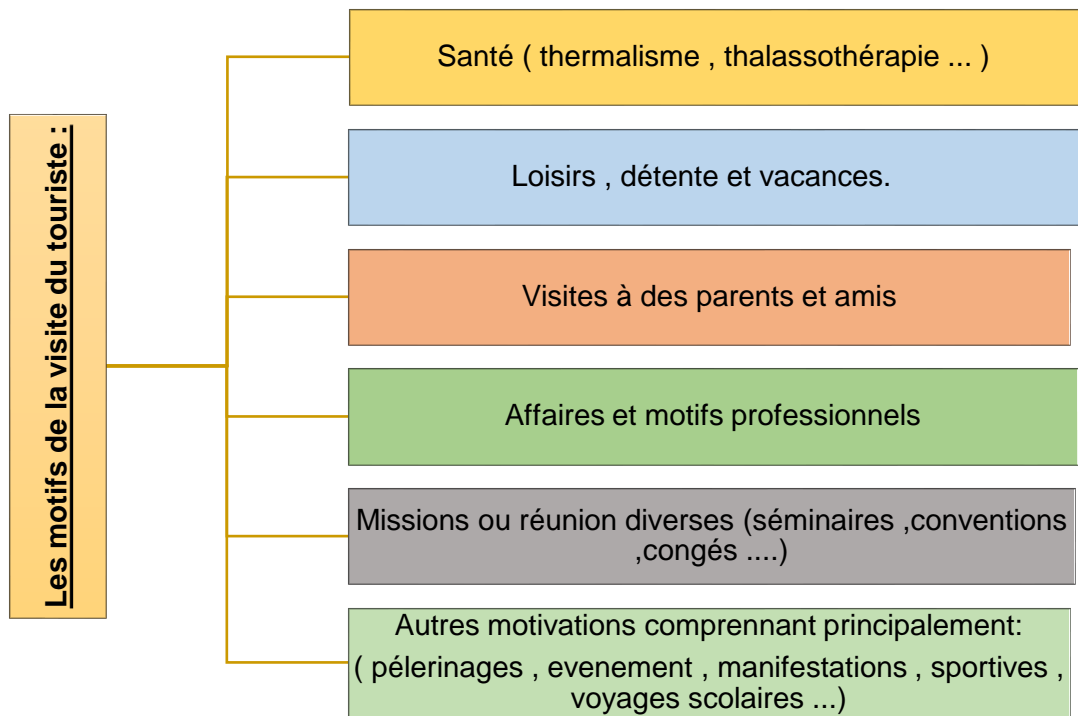 Les motifs de la visite du touriste :
Santé ( thermalisme , thalassothérapie ... )
Loisirs , détente et vacances.
Visites à des parents et amis
Affaires et motifs professionnels
Missions ou réunion diverses (séminaires ,conventions
,congés ....)
Autres motivations comprennant principalement:
( pélerinages , evenement , manifestations , sportives ,
voyages scolaires ...)